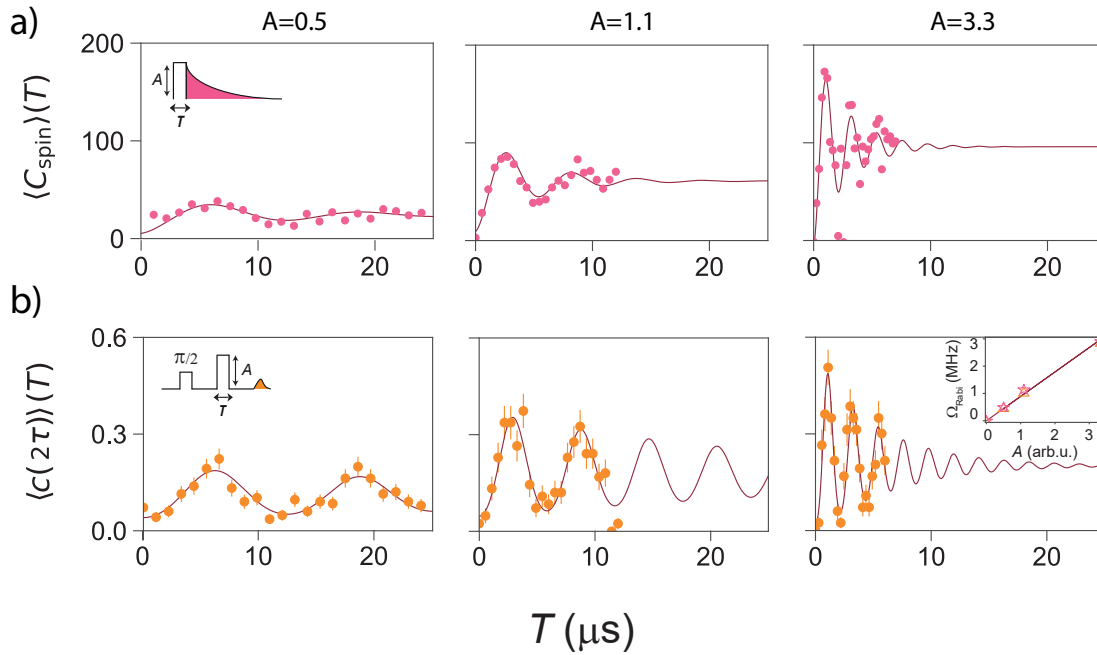 a)
A=0.5
A=1.1
A=3.3
⟨C_spin⟩(T)
200
100
0
A
T
0
10
20
0
10
20
0
10
20
b)
⟨c(2τ)⟩(T)
0.6
0.3
0.0
π/2
A
T
Ω_Rabi (MHz)
3
2
1
0
0
1
2
3
A (arb.u.)
0
10
20
0
10
20
0
10
20
T (μs)